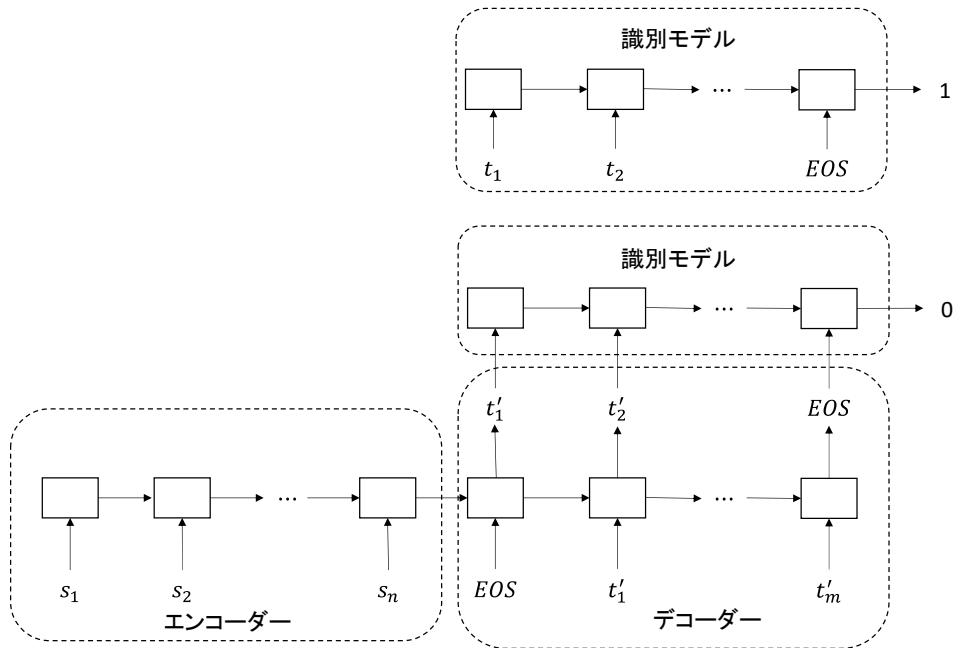 識別モデル
… 1
t₁ t₂ EOS
識別モデル
… 0
t′₁ t′₂ EOS
… …
s₁ s₂ sₙ EOS t′₁ t′ₘ
エンコーダー デコーダー